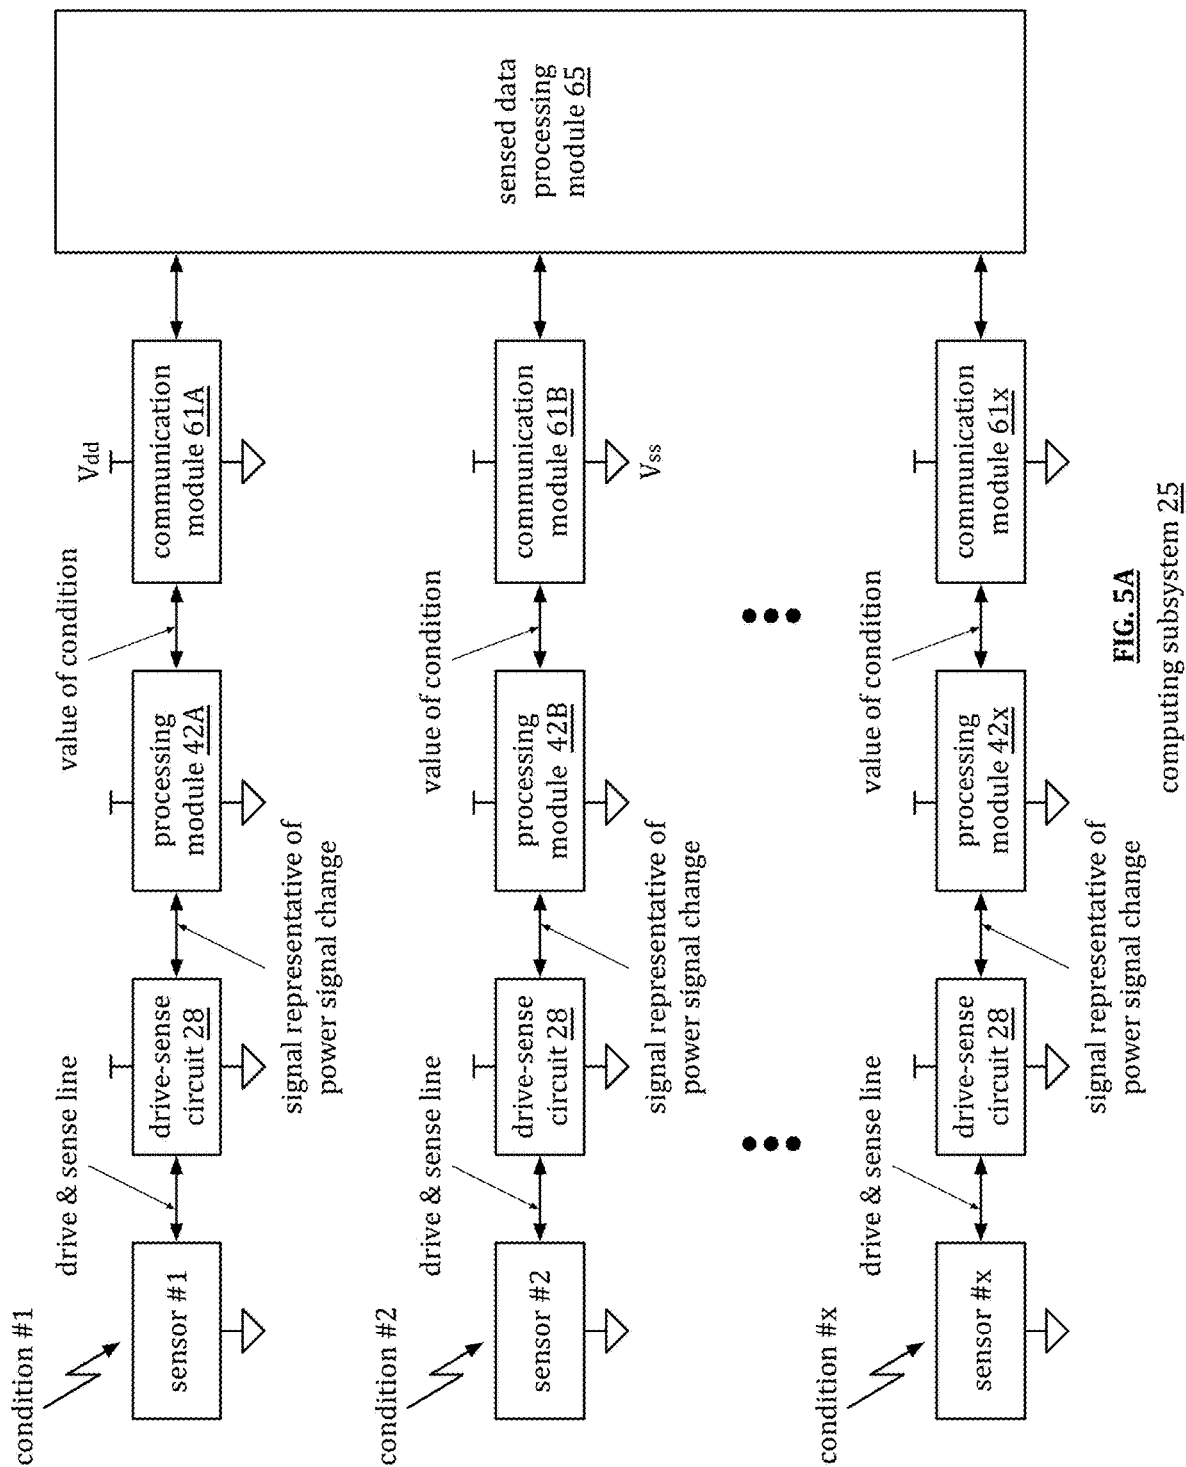 condition #1
sensor #1
drive & sense line
drive-sense
circuit 28
signal representative of
power signal change
processing
module 42A
value of condition
Vdd
communication
module 61A
condition #2
sensor #2
drive & sense line
drive-sense
circuit 28
signal representative of
power signal change
processing
module 42B
value of condition
communication
module 61B
Vss
condition #x
sensor #x
drive & sense line
drive-sense
circuit 28
signal representative of
power signal change
processing
module 42x
value of condition
communication
module 61x
sensed data
processing
module 65
FIG. 5A
computing subsystem 25